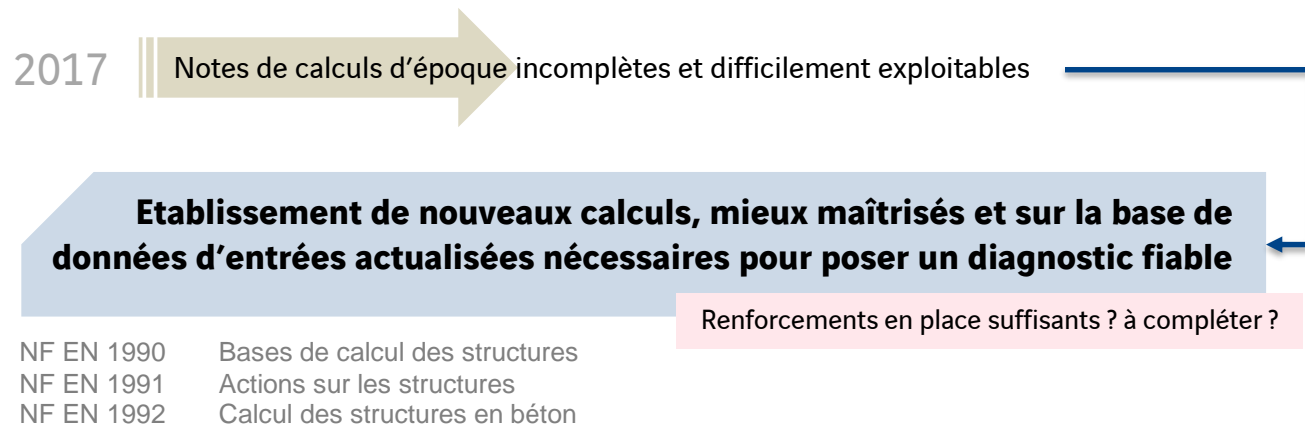 2017
Notes de calculs d'époque incomplètes et difficilement exploitables
Etablissement de nouveaux calculs, mieux maîtrisés et sur la base de
données d'entrées actualisées nécessaires pour poser un diagnostic fiable
Renforcements en place suffisants ? à compléter ?
NF EN 1990 Bases de calcul des structures
NF EN 1991 Actions sur les structures
NF EN 1992 Calcul des structures en béton